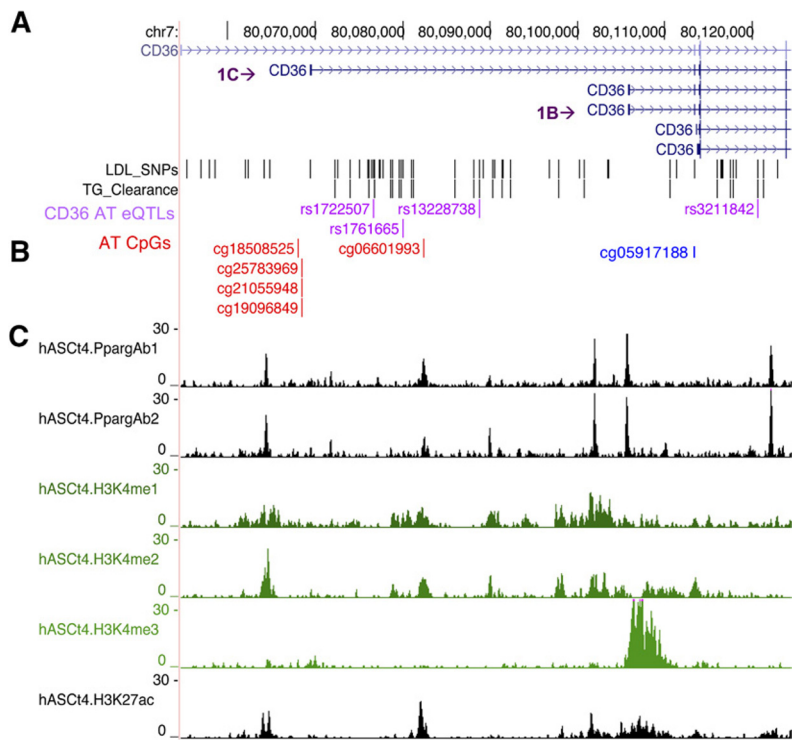 A
chr7: 80,070,000 80,080,000 80,090,000 80,100,000 80,110,000 80,120,000
CD36
1C→ CD36
CD36
1B→ CD36
CD36
CD36
LDL_SNPs
TG_Clearance
CD36 AT eQTLs rs1722507 rs13228738 rs3211842
rs1761665
B AT CpGs cg18508525 cg06601993 cg05917188
cg25783969
cg21055948
cg19096849
C
30 -
hASCt4.PpargAb1
0 _
30 -
hASCt4.PpargAb2
0 _
30 -
hASCt4.H3K4me1
0 _
30 -
hASCt4.H3K4me2
0 _
30 -
hASCt4.H3K4me3
0 _
30 -
hASCt4.H3K27ac
0 _